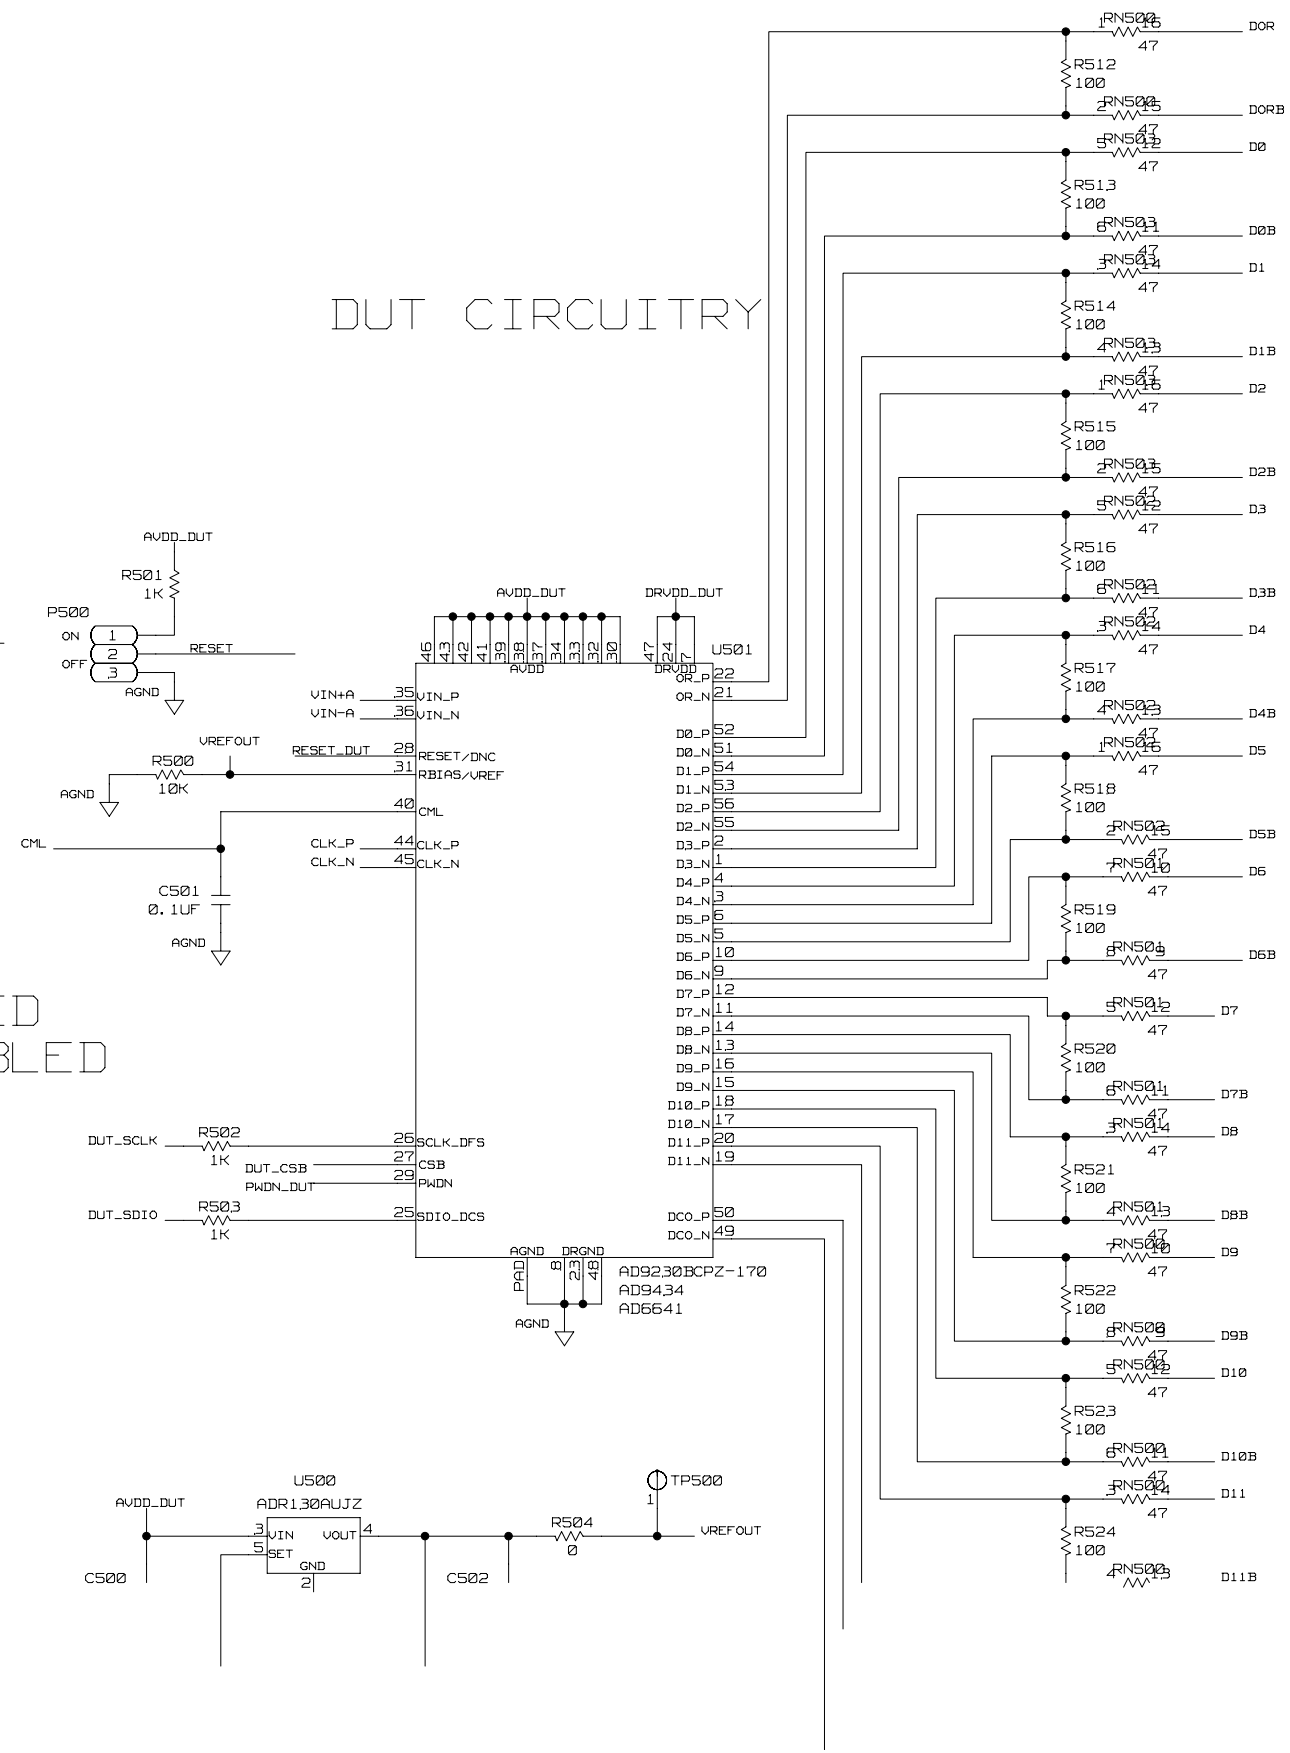 DUT CIRCUITRY
AVDD_DUT
R501
1K
P500
ON
OFF
1
2
3
RESET
AGND
VREFOUT
R500
10K
AGND
CML
C501
0.1UF
AGND
ID
BLED
DUT_SCLK
R502
1K
DUT_CSB
PWDN_DUT
DUT_SDIO
R503
1K
VIN+A
VIN-A
RESET_DUT
CLK_P
CLK_N
AVDD_DUT
46 43 42 41 39 38 37 34 33 32 30
AVDD
DRVDD_DUT
47 24 7
DRVDD
U501
35 VIN_P
36 VIN_N
28 RESET/DNC
31 RBIAS/VREF
40 CML
44 CLK_P
45 CLK_N
26 SCLK_DFS
27 CSB
29 PWDN
25 SDIO_DCS
OR_P 22
OR_N 21
D0_P 52
D0_N 51
D1_P 54
D1_N 53
D2_P 56
D2_N 55
D3_P 2
D3_N 1
D4_P 4
D4_N 3
D5_P 6
D5_N 5
D6_P 10
D6_N 9
D7_P 12
D7_N 11
D8_P 14
D8_N 13
D9_P 16
D9_N 15
D10_P 18
D10_N 17
D11_P 20
D11_N 19
DCO_P 50
DCO_N 49
AGND DRGND
PAD 8 23 48
AGND
AD9230BCPZ-170
AD9434
AD6641
1 RN500 16 DOR
47
R512
100
2 RN500 15 DORB
47
5 RN503 12 D0
47
R513
100
6 RN503 11 D0B
47
3 RN503 14 D1
47
R514
100
4 RN503 13 D1B
47
1 RN503 16 D2
47
R515
100
2 RN503 15 D2B
47
5 RN502 12 D3
47
R516
100
6 RN502 11 D3B
47
3 RN502 14 D4
47
R517
100
4 RN502 13 D4B
47
1 RN502 16 D5
47
R518
100
2 RN502 15 D5B
47
7 RN501 10 D6
47
R519
100
8 RN501 9 D6B
47
5 RN501 12 D7
47
R520
100
6 RN501 11 D7B
47
3 RN501 14 D8
47
R521
100
4 RN501 13 D8B
47
7 RN500 10 D9
47
R522
100
8 RN500 9 D9B
47
5 RN500 12 D10
47
R523
100
6 RN500 11 D10B
47
3 RN500 14 D11
47
R524
100
4 RN500 13 D11B
U500
ADR130AUJZ
AVDD_DUT
3 VIN VOUT 4
5 SET
GND
2
C500
C502
R504
0
TP500
1
VREFOUT